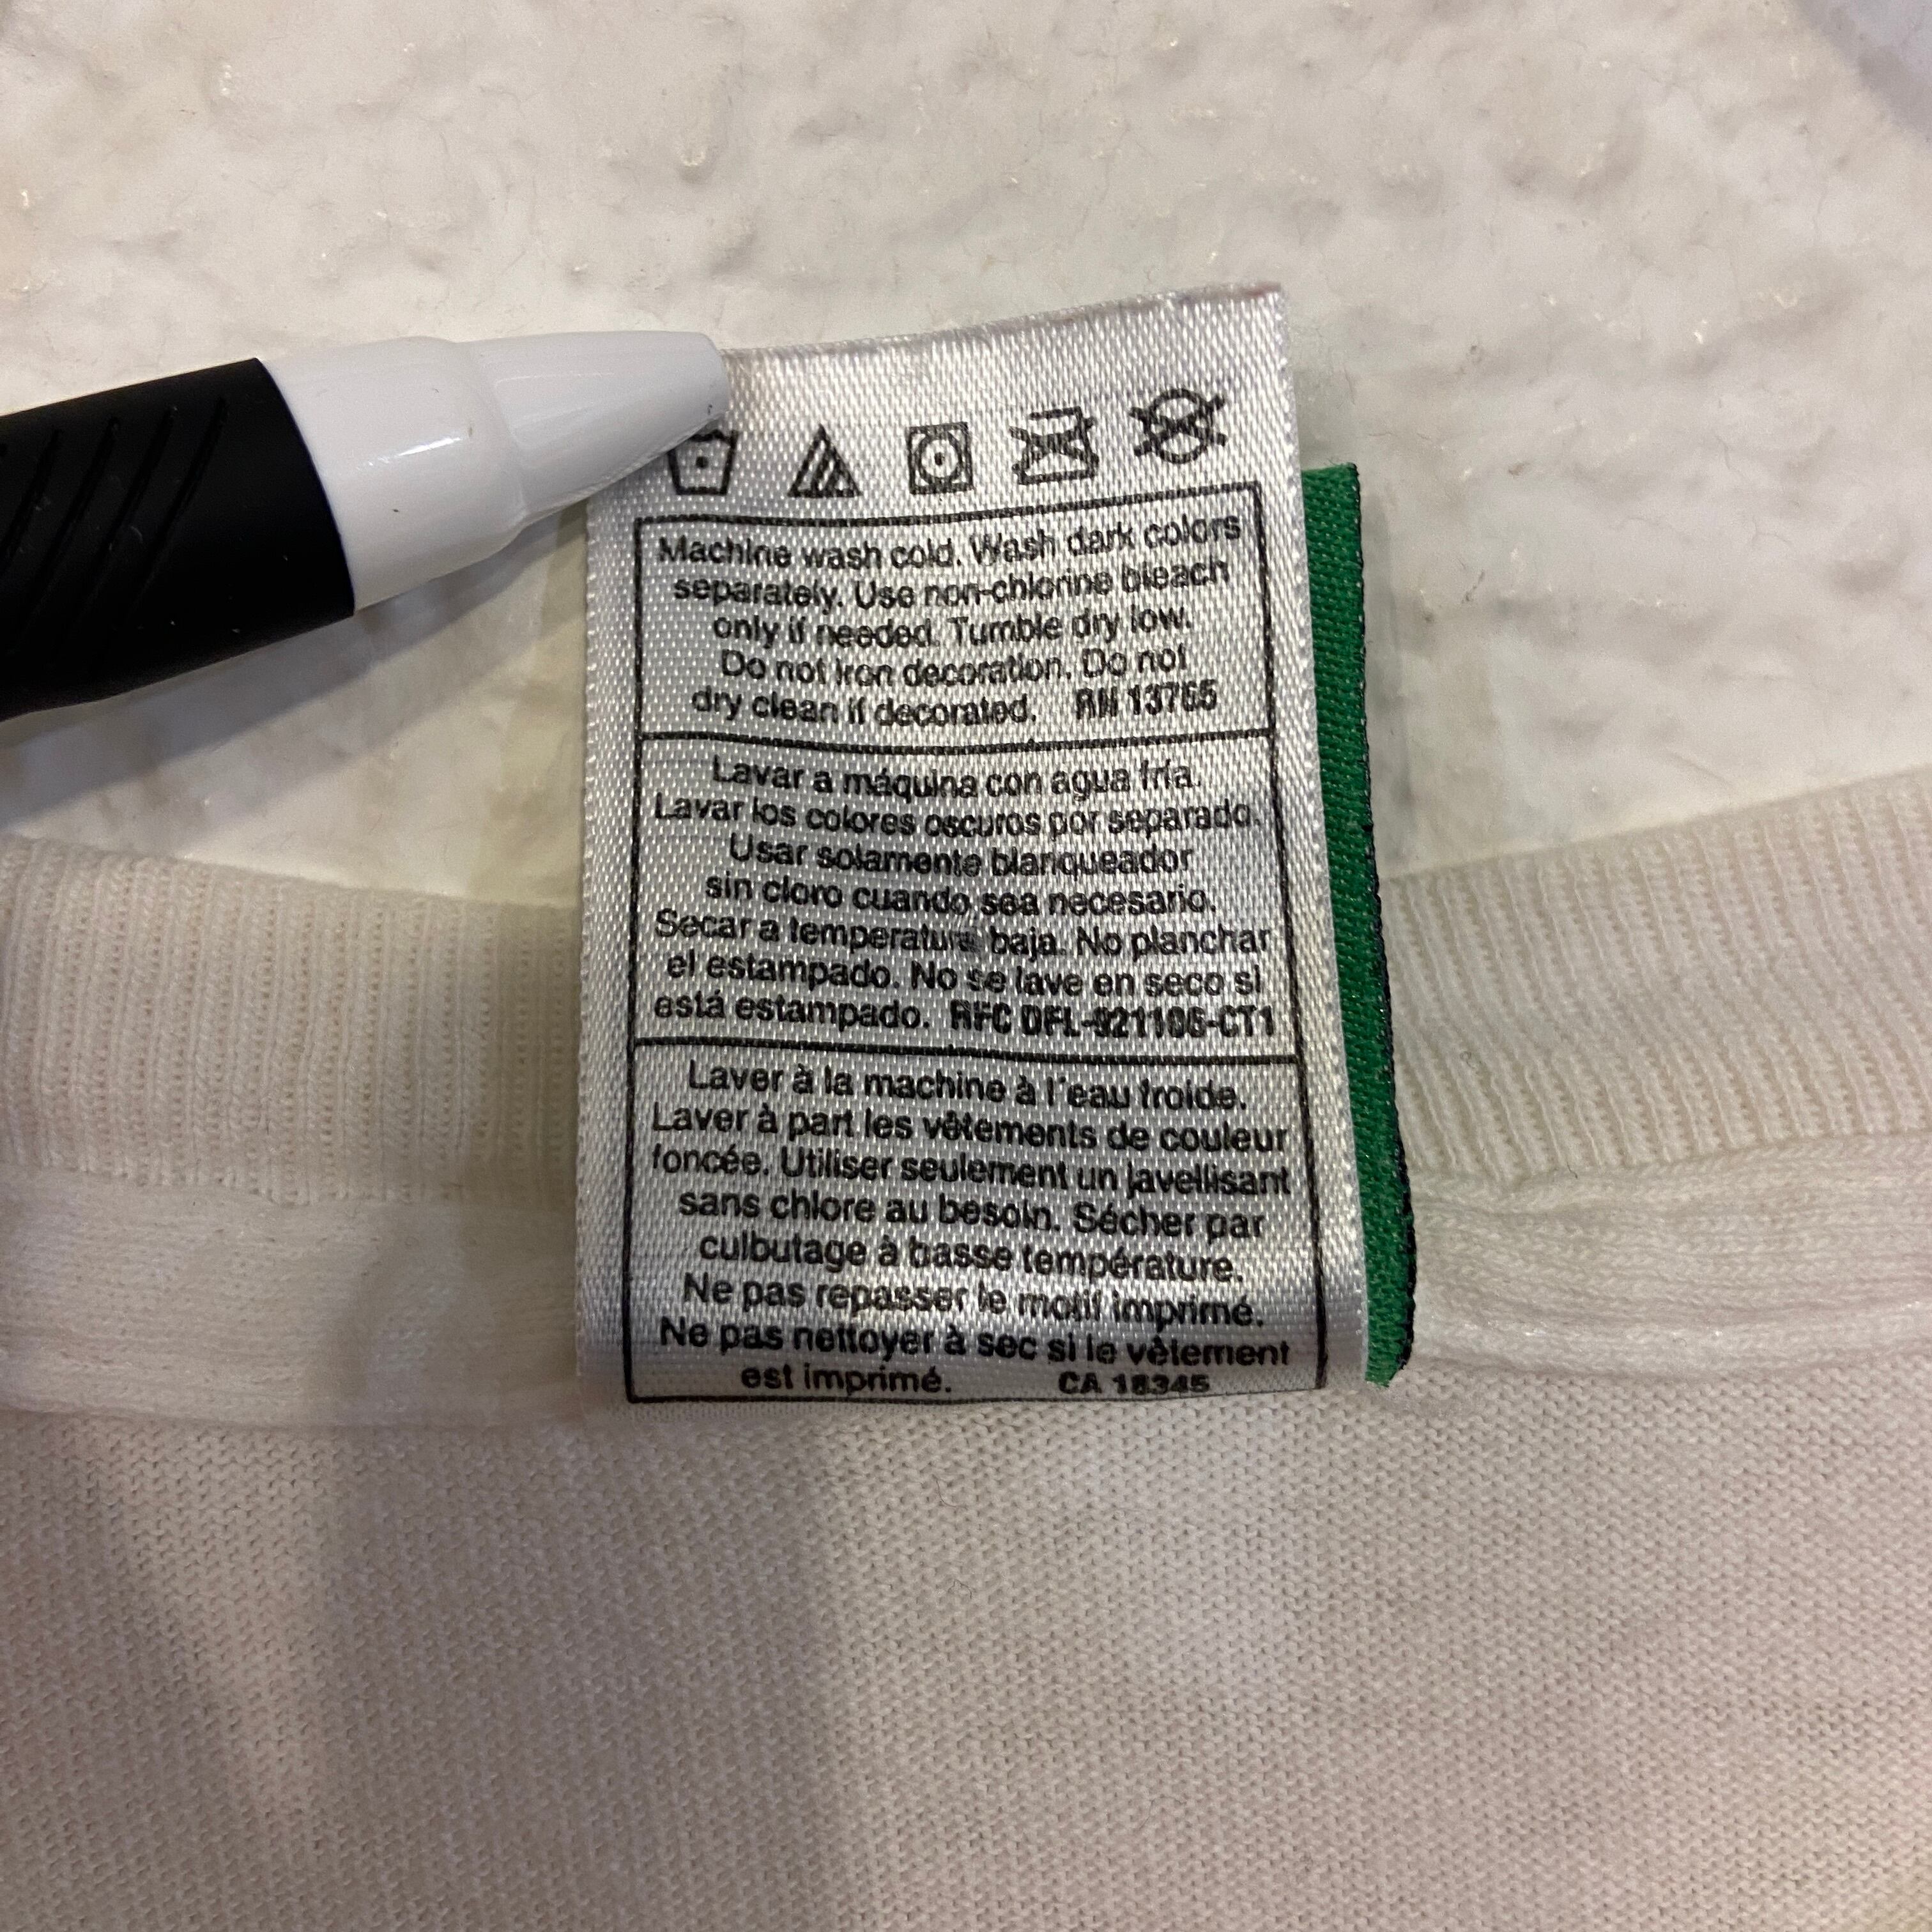 Machine wash cold. Wash dark colors
separately. Use non-chlorine bleach
only if needed. Tumble dry low.
Do not iron decoration. Do not
dry clean if decorated. RN 13765
Lavar a máquina con agua fría.
Lavar los colores oscuros por separado.
Usar solamente blanqueador
sin cloro cuando sea necesario.
Secar a temperatura baja. No planchar
el estampado. No se lave en seco si
está estampado. RFC DFL-921106-CT1
Laver à la machine à l'eau froide.
Laver à part les vêtements de couleur
foncée. Utiliser seulement un javellisant
sans chlore au besoin. Sécher par
culbutage à basse température.
Ne pas repasser le motif imprimé.
Ne pas nettoyer à sec si le vêtement
est imprimé. CA 18345